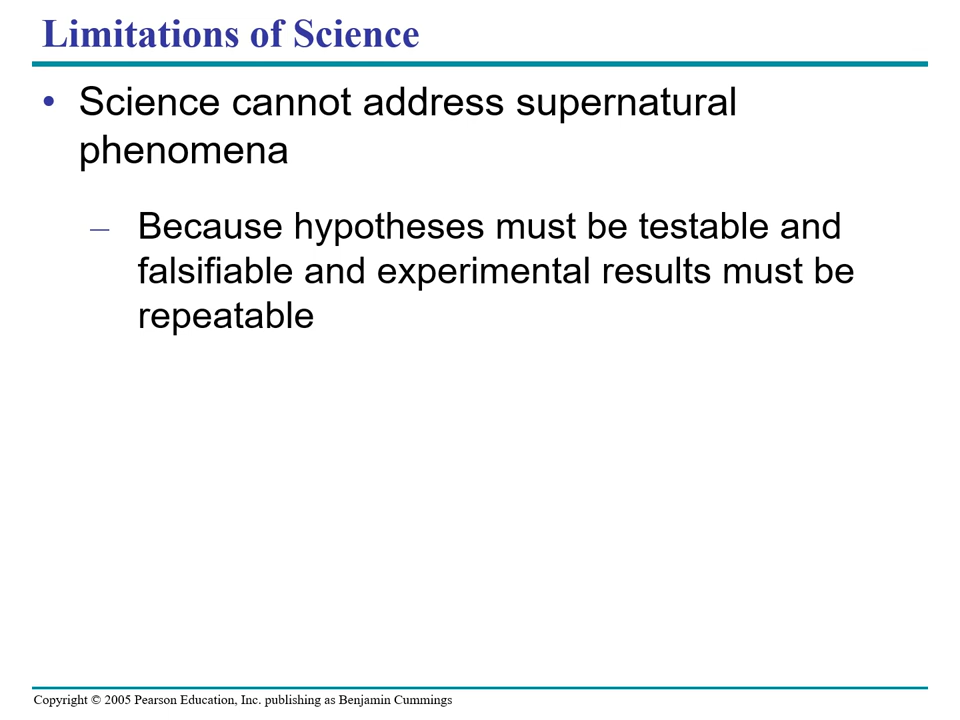 Limitations of Science
• Science cannot address supernatural
phenomena
– Because hypotheses must be testable and
falsifiable and experimental results must be
repeatable
Copyright © 2005 Pearson Education, Inc. publishing as Benjamin Cummings